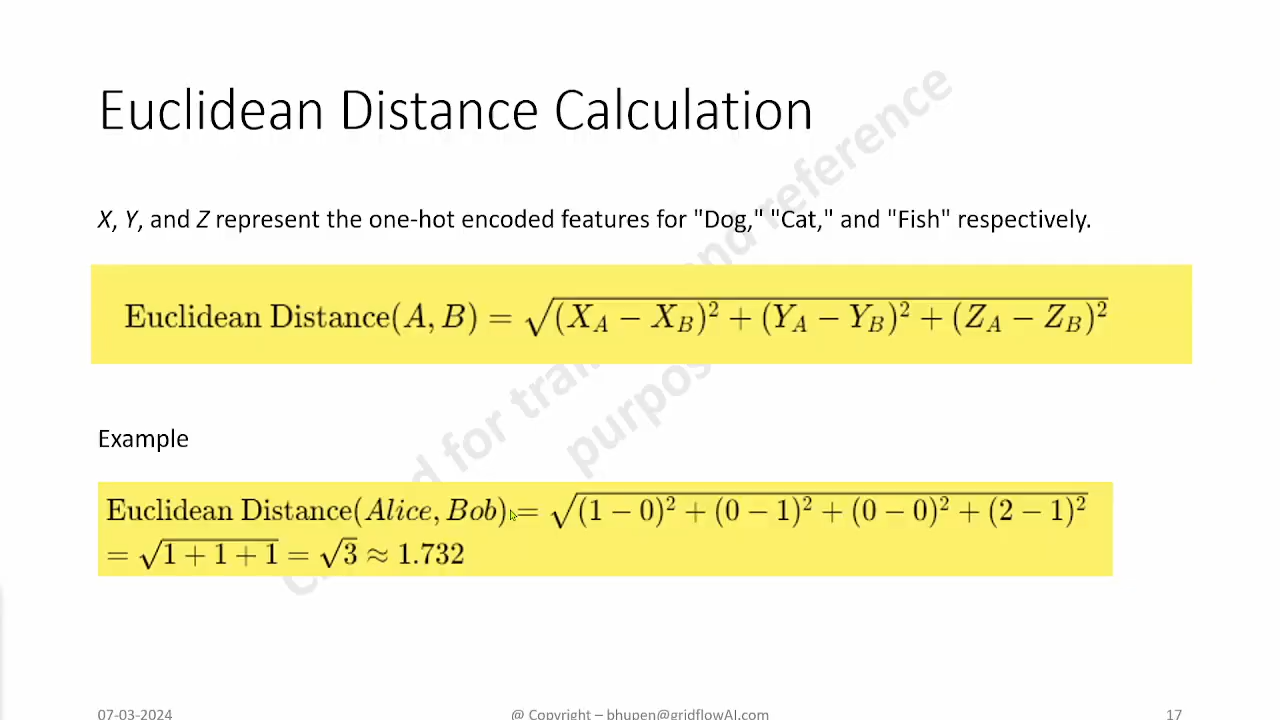 Euclidean Distance Calculation
X, Y, and Z represent the one-hot encoded features for "Dog," "Cat," and "Fish" respectively.
Euclidean Distance(A, B) = √((X_A − X_B)² + (Y_A − Y_B)² + (Z_A − Z_B)²)
Example
Euclidean Distance(Alice, Bob) = √((1 − 0)² + (0 − 1)² + (0 − 0)² + (2 − 1)²)
= √(1 + 1 + 1) = √3 ≈ 1.732
for
and reference
07-03-2024
@ Copyright – bhupen@gridflowAI.com
17